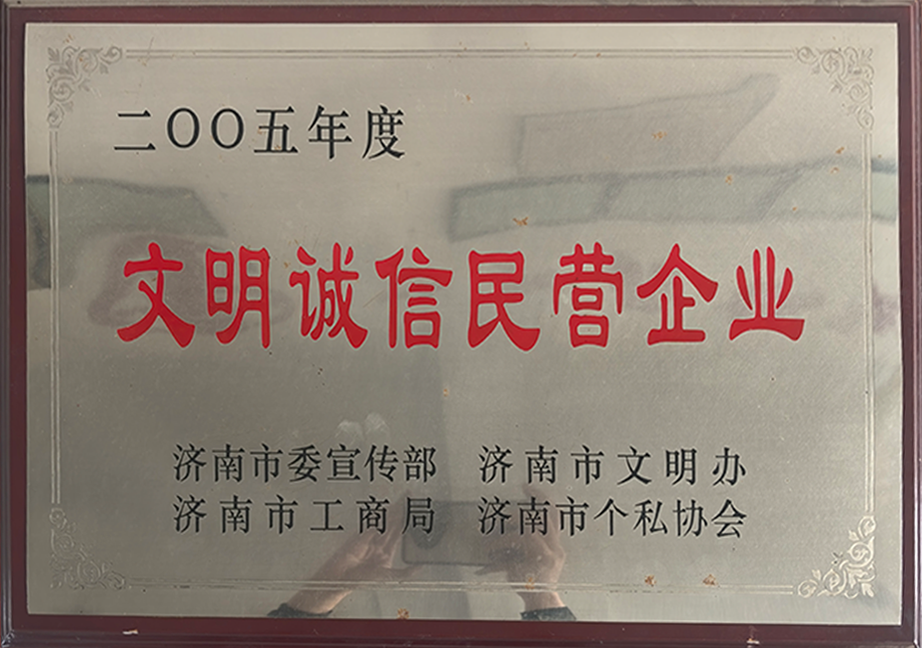 二〇〇五年度
文明诚信民营企业
济南市委宣传部 济南市文明办
济南市工商局 济南市个私协会